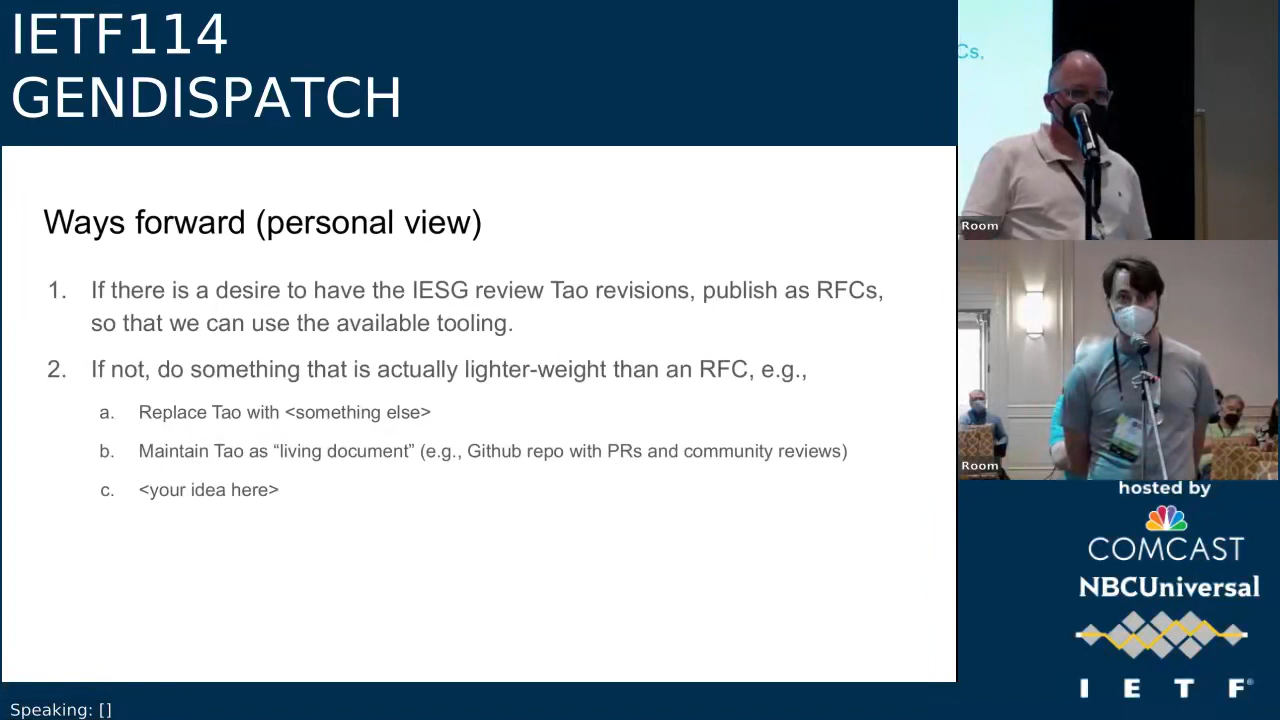 IETF114
GENDISPATCH
Ways forward (personal view)
1. If there is a desire to have the IESG review Tao revisions, publish as RFCs,
so that we can use the available tooling.
2. If not, do something that is actually lighter-weight than an RFC, e.g.,
a. Replace Tao with <something else>
b. Maintain Tao as “living document” (e.g., Github repo with PRs and community reviews)
c. <your idea here>
Speaking: []
Cs,
Room
Room
hosted by
COMCAST
NBCUniversal
I E T F®